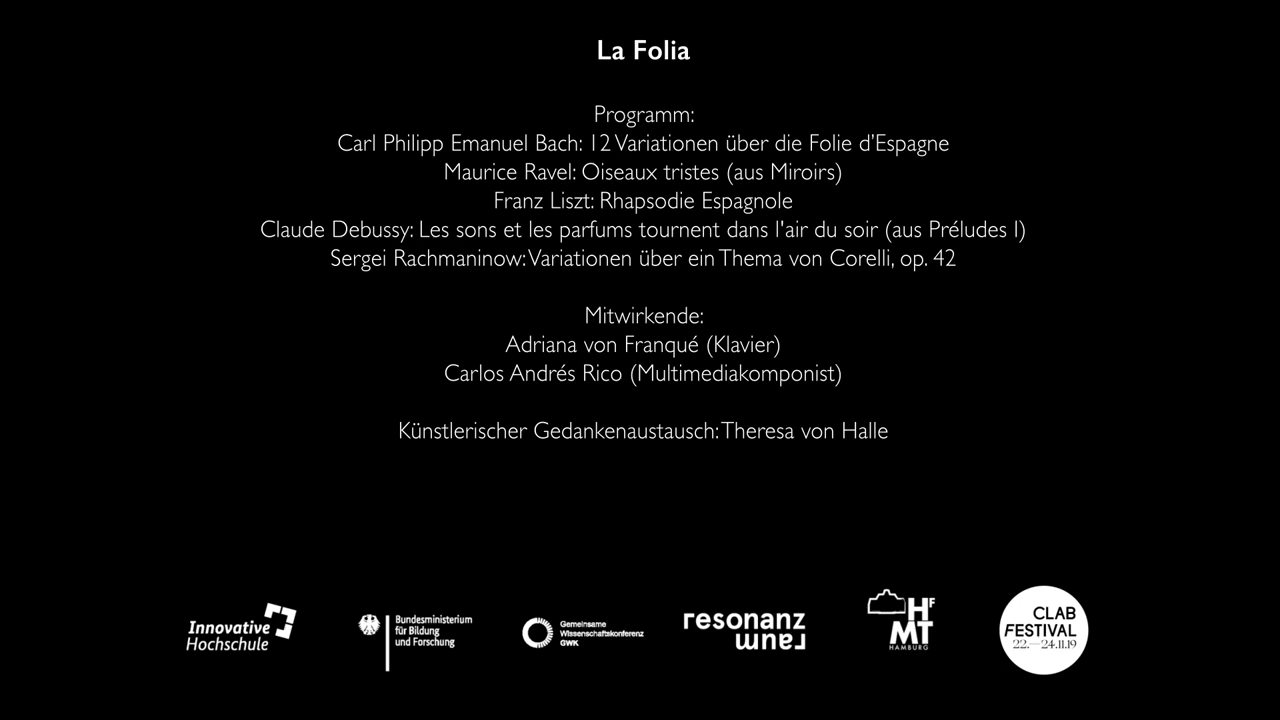 La Folia
Programm:
Carl Philipp Emanuel Bach: 12 Variationen über die Folie d'Espagne
Maurice Ravel: Oiseaux tristes (aus Miroirs)
Franz Liszt: Rhapsodie Espagnole
Claude Debussy: Les sons et les parfums tournent dans l'air du soir (aus Préludes I)
Sergei Rachmaninow: Variationen über ein Thema von Corelli, op. 42
Mitwirkende:
Adriana von Franqué (Klavier)
Carlos Andrés Rico (Multimediakomponist)
Künstlerischer Gedankenaustausch: Theresa von Halle
Innovative
Hochschule
Bundesministerium
für Bildung
und Forschung
Gemeinsame
Wissenschaftskonferenz
GWK
resonanz
raum
HF
MT
HAMBURG
CLAB
FESTIVAL
22.—24.11.19